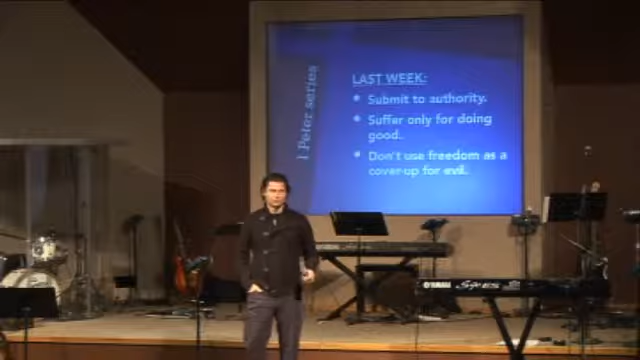 1 Peter series
LAST WEEK:
• Submit to authority.
• Suffer only for doing
good.
• Don't use freedom as a
cover-up for evil.
YAMAHA